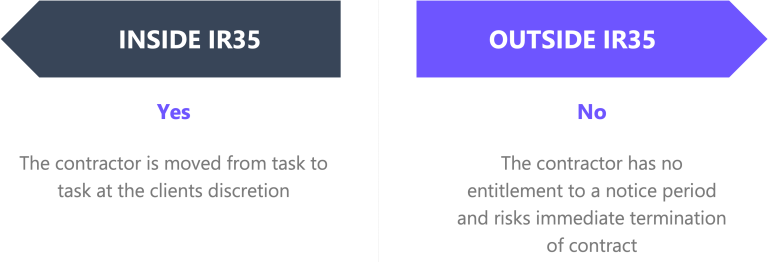 INSIDE IR35
Yes
The contractor is moved from task to
task at the clients discretion
OUTSIDE IR35
No
The contractor has no
entitlement to a notice period
and risks immediate termination
of contract